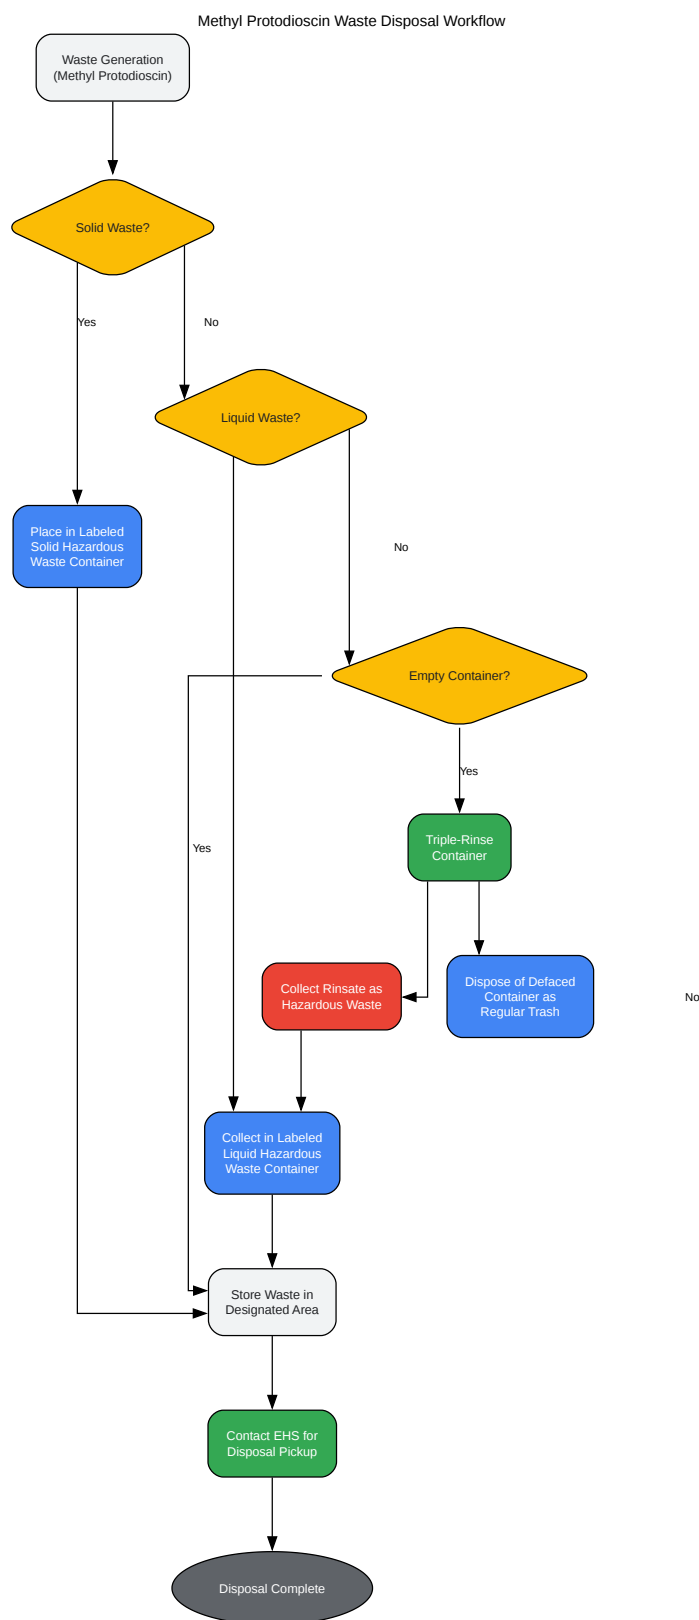 Methyl Protodioscin Waste Disposal Workflow
Waste Generation
(Methyl Protodioscin)
Solid Waste?
Yes
No
Liquid Waste?
Place in Labeled
Solid Hazardous
Waste Container
No
Empty Container?
Yes
Triple-Rinse
Container
Yes
Collect Rinsate as
Hazardous Waste
Dispose of Defaced
Container as
Regular Trash
No
Collect in Labeled
Liquid Hazardous
Waste Container
Store Waste in
Designated Area
Contact EHS for
Disposal Pickup
Disposal Complete